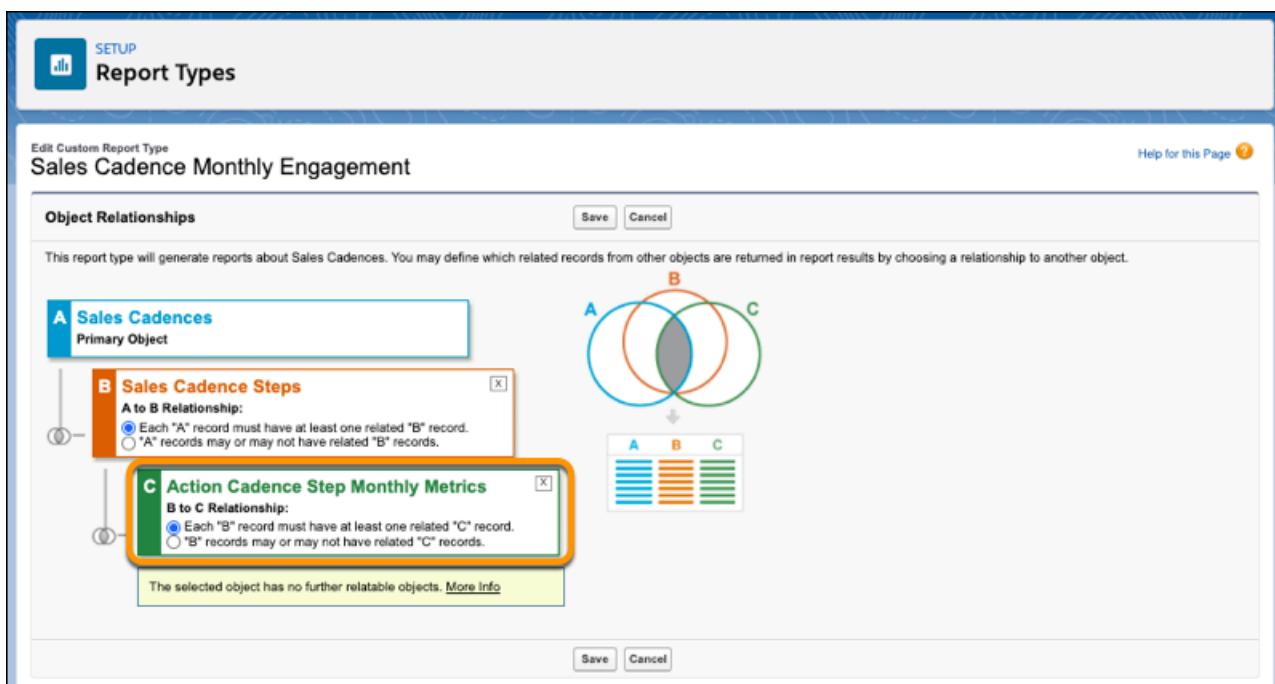 SETUP
Report Types
Edit Custom Report Type
Sales Cadence Monthly Engagement
Help for this Page ?
Object Relationships
Save Cancel
This report type will generate reports about Sales Cadences. You may define which related records from other objects are returned in report results by choosing a relationship to another object.
A Sales Cadences
Primary Object
B Sales Cadence Steps X
A to B Relationship:
Each "A" record must have at least one related "B" record.
"A" records may or may not have related "B" records.
C Action Cadence Step Monthly Metrics X
B to C Relationship:
Each "B" record must have at least one related "C" record.
"B" records may or may not have related "C" records.
The selected object has no further relatable objects. More Info
B
A C
A B C
Save Cancel